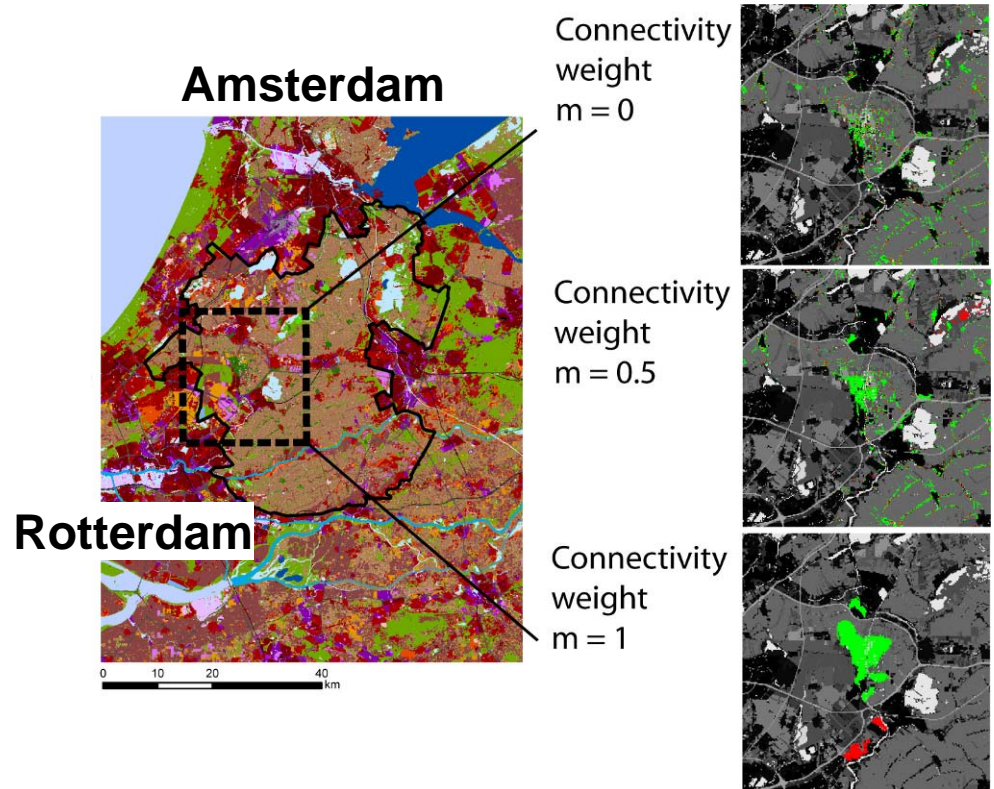 Amsterdam
Rotterdam
0 10 20 40
km
Connectivity
weight
m = 0
Connectivity
weight
m = 0.5
Connectivity
weight
m = 1